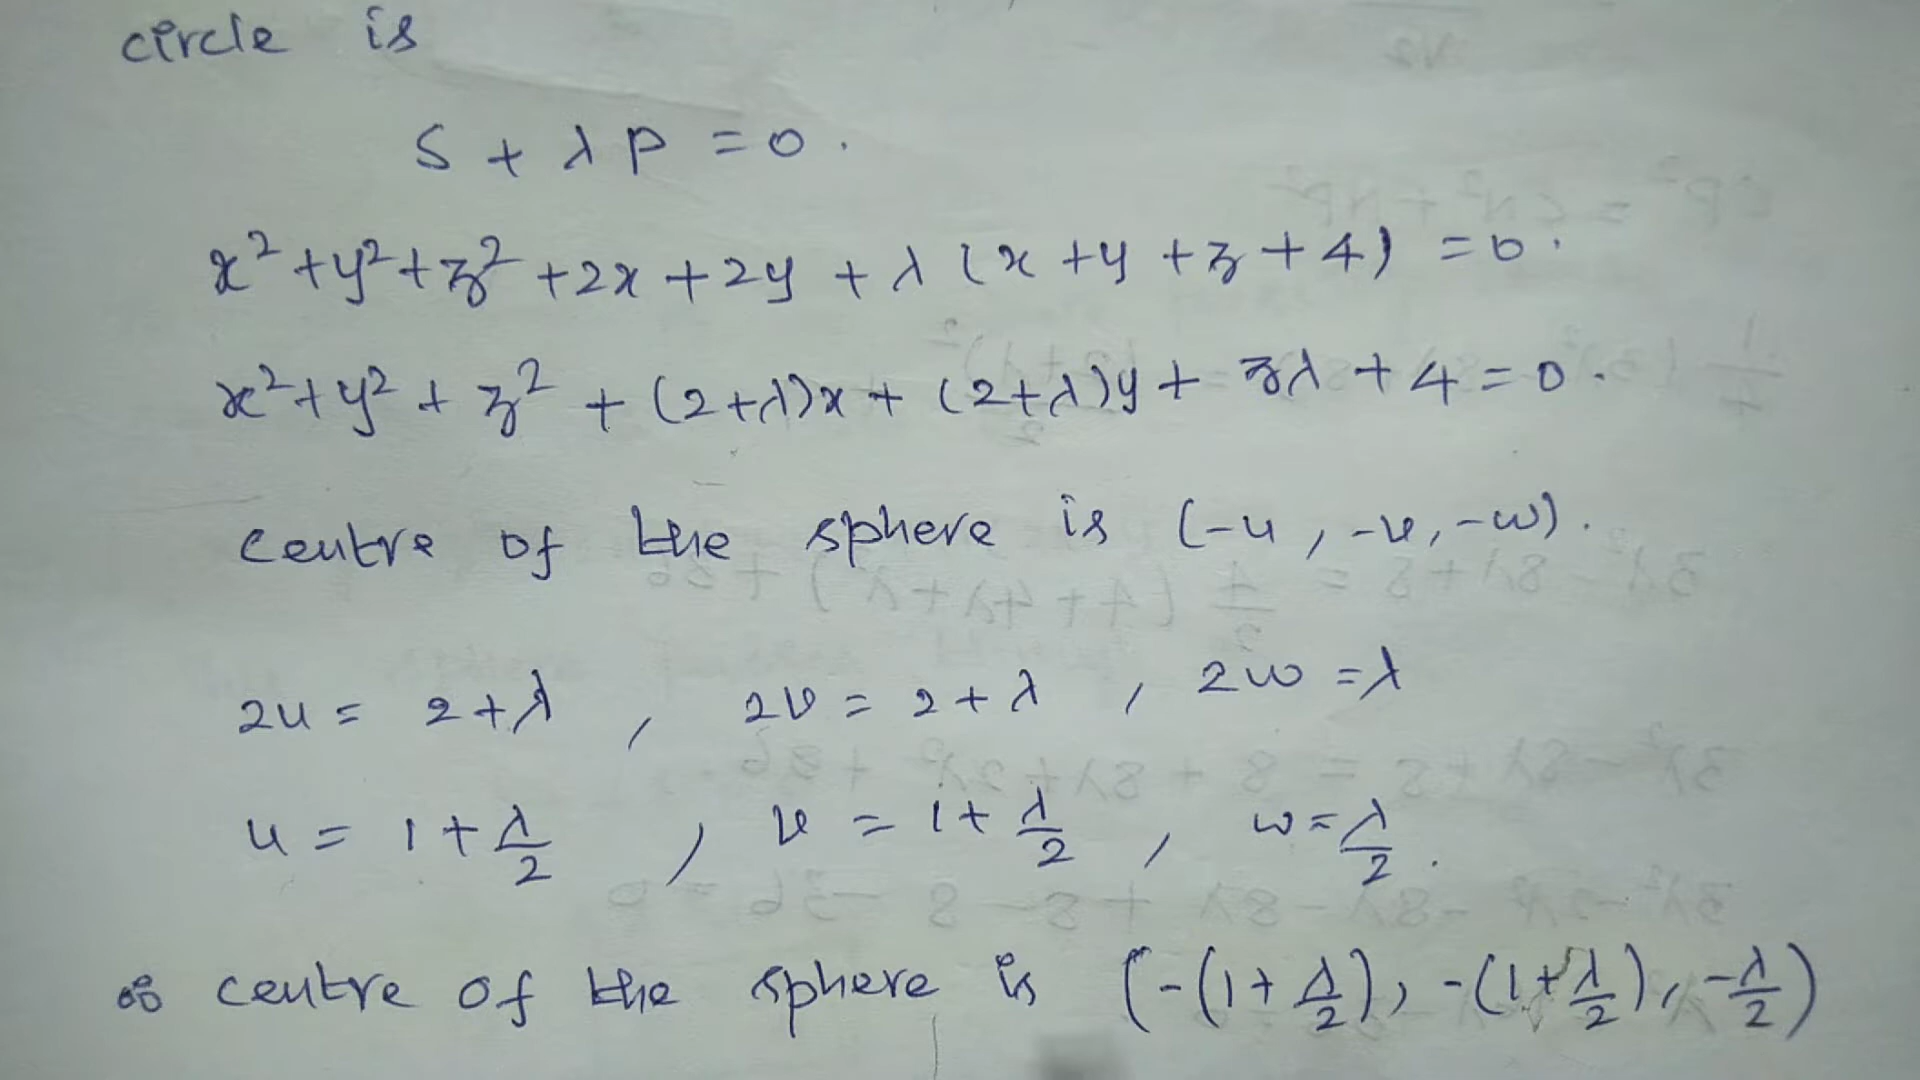 circle is
S + λP = 0.
x² + y² + z² + 2x + 2y + λ(x + y + z + 4) = 0.
x² + y² + z² + (2+λ)x + (2+λ)y + zλ + 4 = 0.
centre of the sphere is (-u, -v, -w).
2u = 2+λ, 2v = 2+λ, 2w = λ
u = 1 + λ/2, v = 1 + λ/2, w = λ/2.
∴ centre of the sphere is (-(1+λ/2), -(1+λ/2), -λ/2)